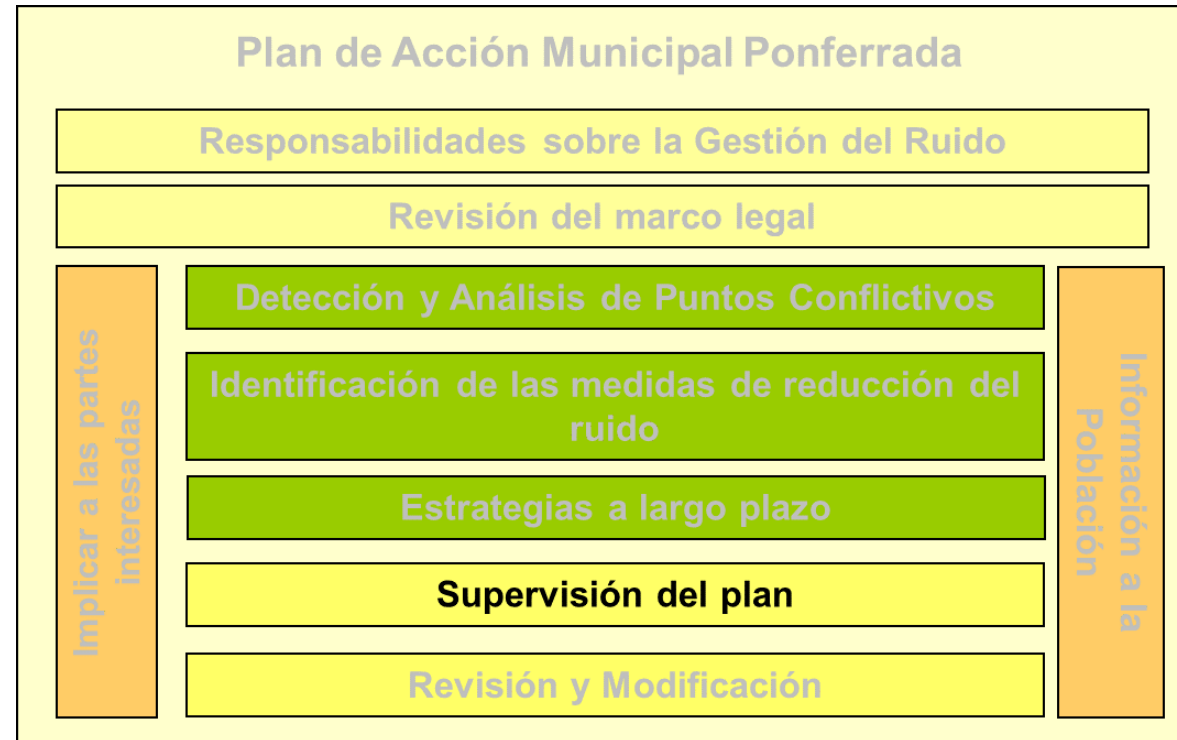 Plan de Acción Municipal Ponferrada
Responsabilidades sobre la Gestión del Ruido
Revisión del marco legal
Implicar a las partes
interesadas
Detección y Análisis de Puntos Conflictivos
Identificación de las medidas de reducción del
ruido
Estrategias a largo plazo
Supervisión del plan
Revisión y Modificación
Información a la
Población